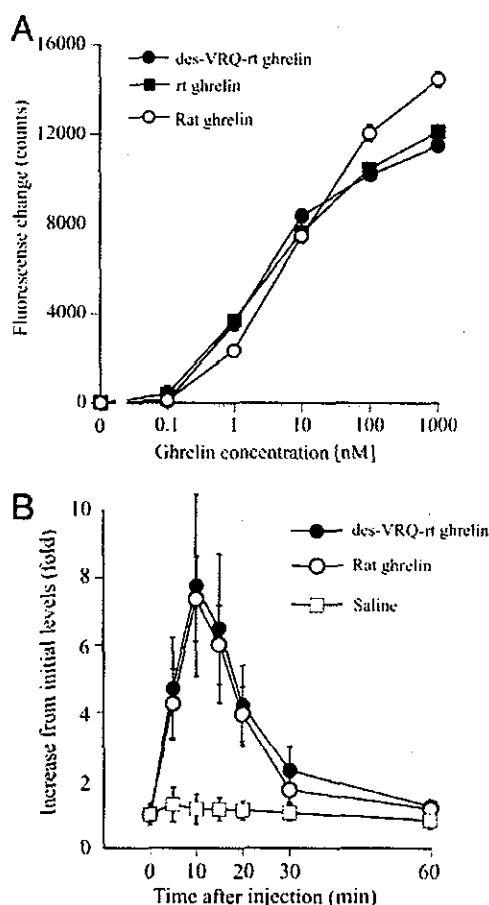 A
16000
12000
8000
4000
0
Fluorescense change (counts)
des-VRQ-rt ghrelin
rt ghrelin
Rat ghrelin
0 0.1 1 10 100 1000
Ghrelin concentration [nM]
B
10
8
6
4
2
0
Increase from initial levels (fold)
des-VRQ-rt ghrelin
Rat ghrelin
Saline
0 10 20 30 60
Time after injection (min)